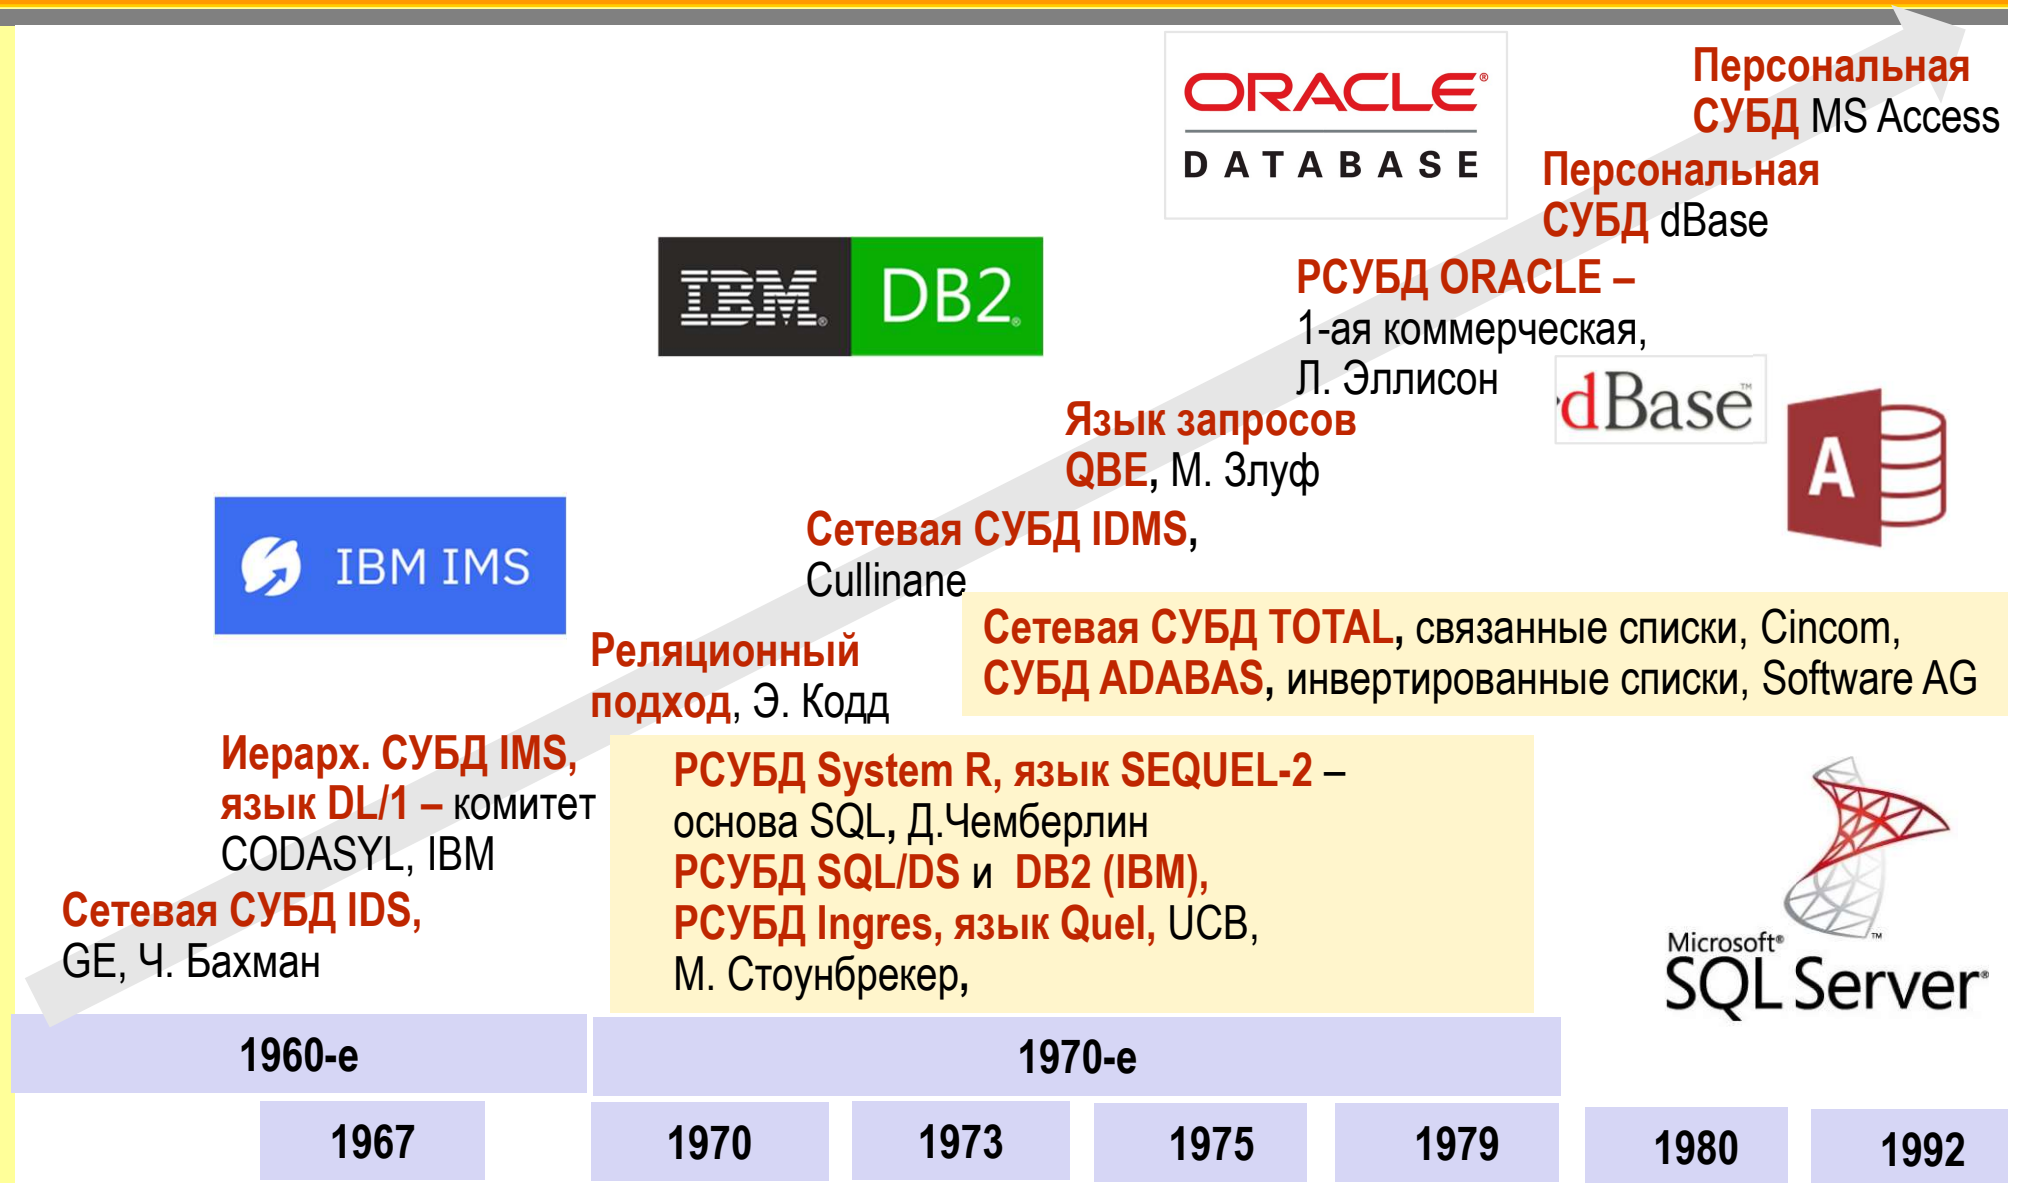 ORACLE®
DATABASE
Персональная
СУБД MS Access
Персональная
СУБД dBase
IBM® DB2®
РСУБД ORACLE –
1-ая коммерческая,
Л. Эллисон
dBase™
Язык запросов
QBE, М. Злуф
A
IBM IMS
Сетевая СУБД IDMS,
Cullinane
Сетевая СУБД TOTAL, связанные списки, Cincom,
СУБД ADABAS, инвертированные списки, Software AG
Реляционный
подход, Э. Кодд
Иерарх. СУБД IMS,
язык DL/1 – комитет
CODASYL, IBM
РСУБД System R, язык SEQUEL-2 –
основа SQL, Д.Чемберлин
РСУБД SQL/DS и DB2 (IBM),
РСУБД Ingres, язык Quel, UCB,
М. Стоунбрекер,
Сетевая СУБД IDS,
GE, Ч. Бахман
Microsoft®
SQL Server®
™
1960-е
1970-е
1967
1970
1973
1975
1979
1980
1992